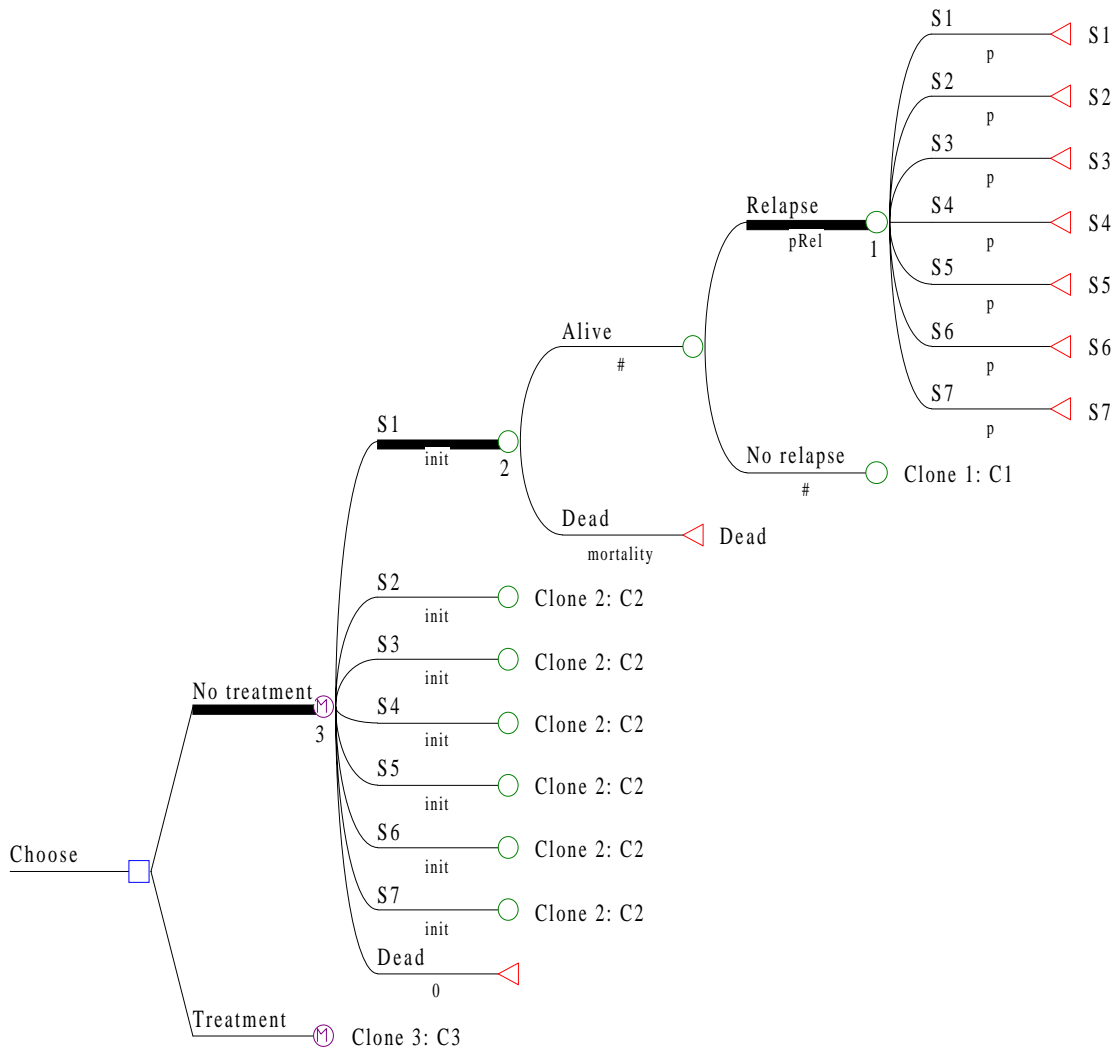 S1
p
S1
S2
p
S2
S3
p
S3
Relapse
pRel
1
S4
p
S4
S5
p
S5
S6
p
S6
S7
p
S7
Alive
#
S1
init
2
No relapse
#
Clone 1: C1
Dead
mortality
Dead
S2
init
Clone 2: C2
S3
init
Clone 2: C2
No treatment
M
3
S4
init
Clone 2: C2
S5
init
Clone 2: C2
S6
init
Clone 2: C2
Choose
S7
init
Clone 2: C2
Dead
0
Treatment
M
Clone 3: C3